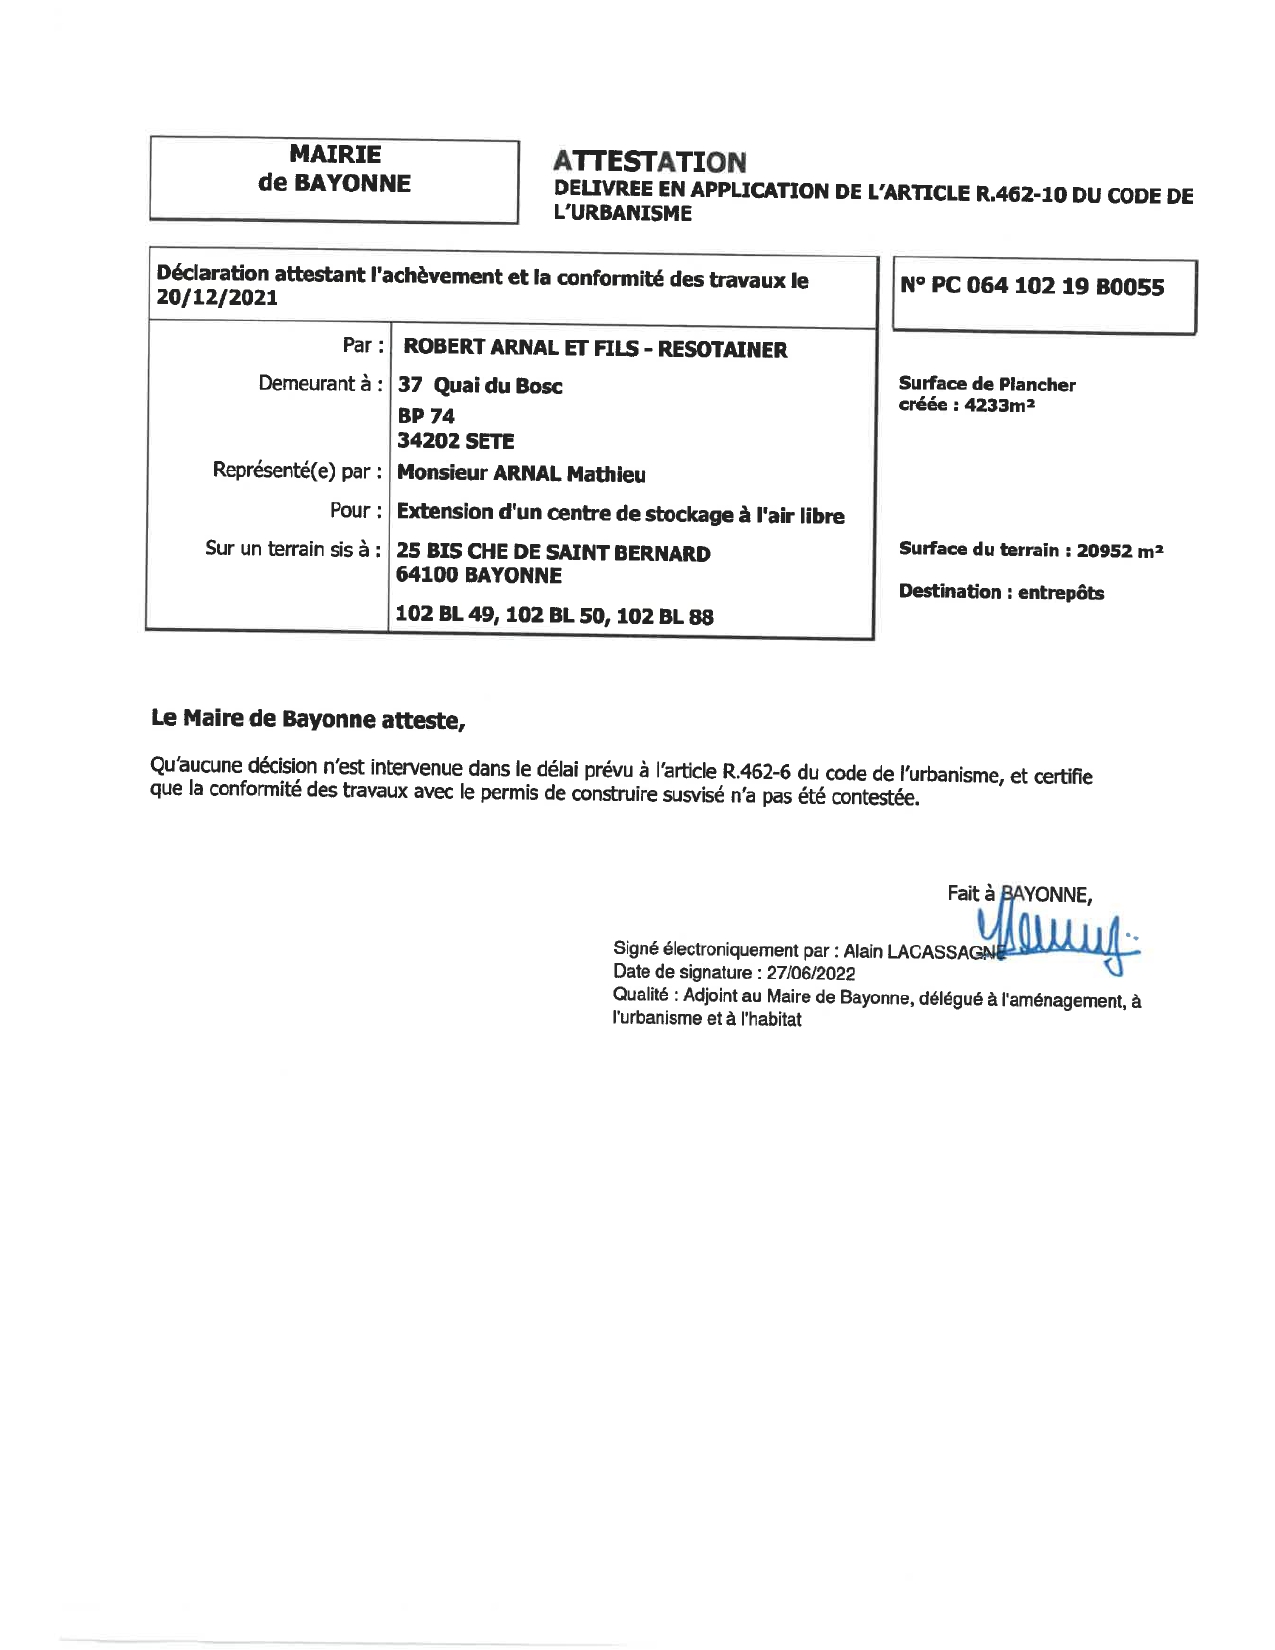 MAIRIE
de BAYONNE
ATTESTATION
DELIVREE EN APPLICATION DE L'ARTICLE R.462-10 DU CODE DE
L'URBANISME
Déclaration attestant l'achèvement et la conformité des travaux le
20/12/2021
N° PC 064 102 19 B0055
Par : ROBERT ARNAL ET FILS - RESOTAINER
Demeurant à : 37 Quai du Bosc
BP 74
34202 SETE
Surface de Plancher
créée : 4233m²
Représenté(e) par : Monsieur ARNAL Mathieu
Pour : Extension d'un centre de stockage à l'air libre
Sur un terrain sis à : 25 BIS CHE DE SAINT BERNARD
64100 BAYONNE
102 BL 49, 102 BL 50, 102 BL 88
Surface du terrain : 20952 m²
Destination : entrepôts
Le Maire de Bayonne atteste,
Qu'aucune décision n'est intervenue dans le délai prévu à l'article R.462-6 du code de l'urbanisme, et certifie
que la conformité des travaux avec le permis de construire susvisé n'a pas été contestée.
Fait à BAYONNE,
Signé électroniquement par : Alain LACASSAGNE
Date de signature : 27/06/2022
Qualité : Adjoint au Maire de Bayonne, délégué à l'aménagement, à
l'urbanisme et à l'habitat